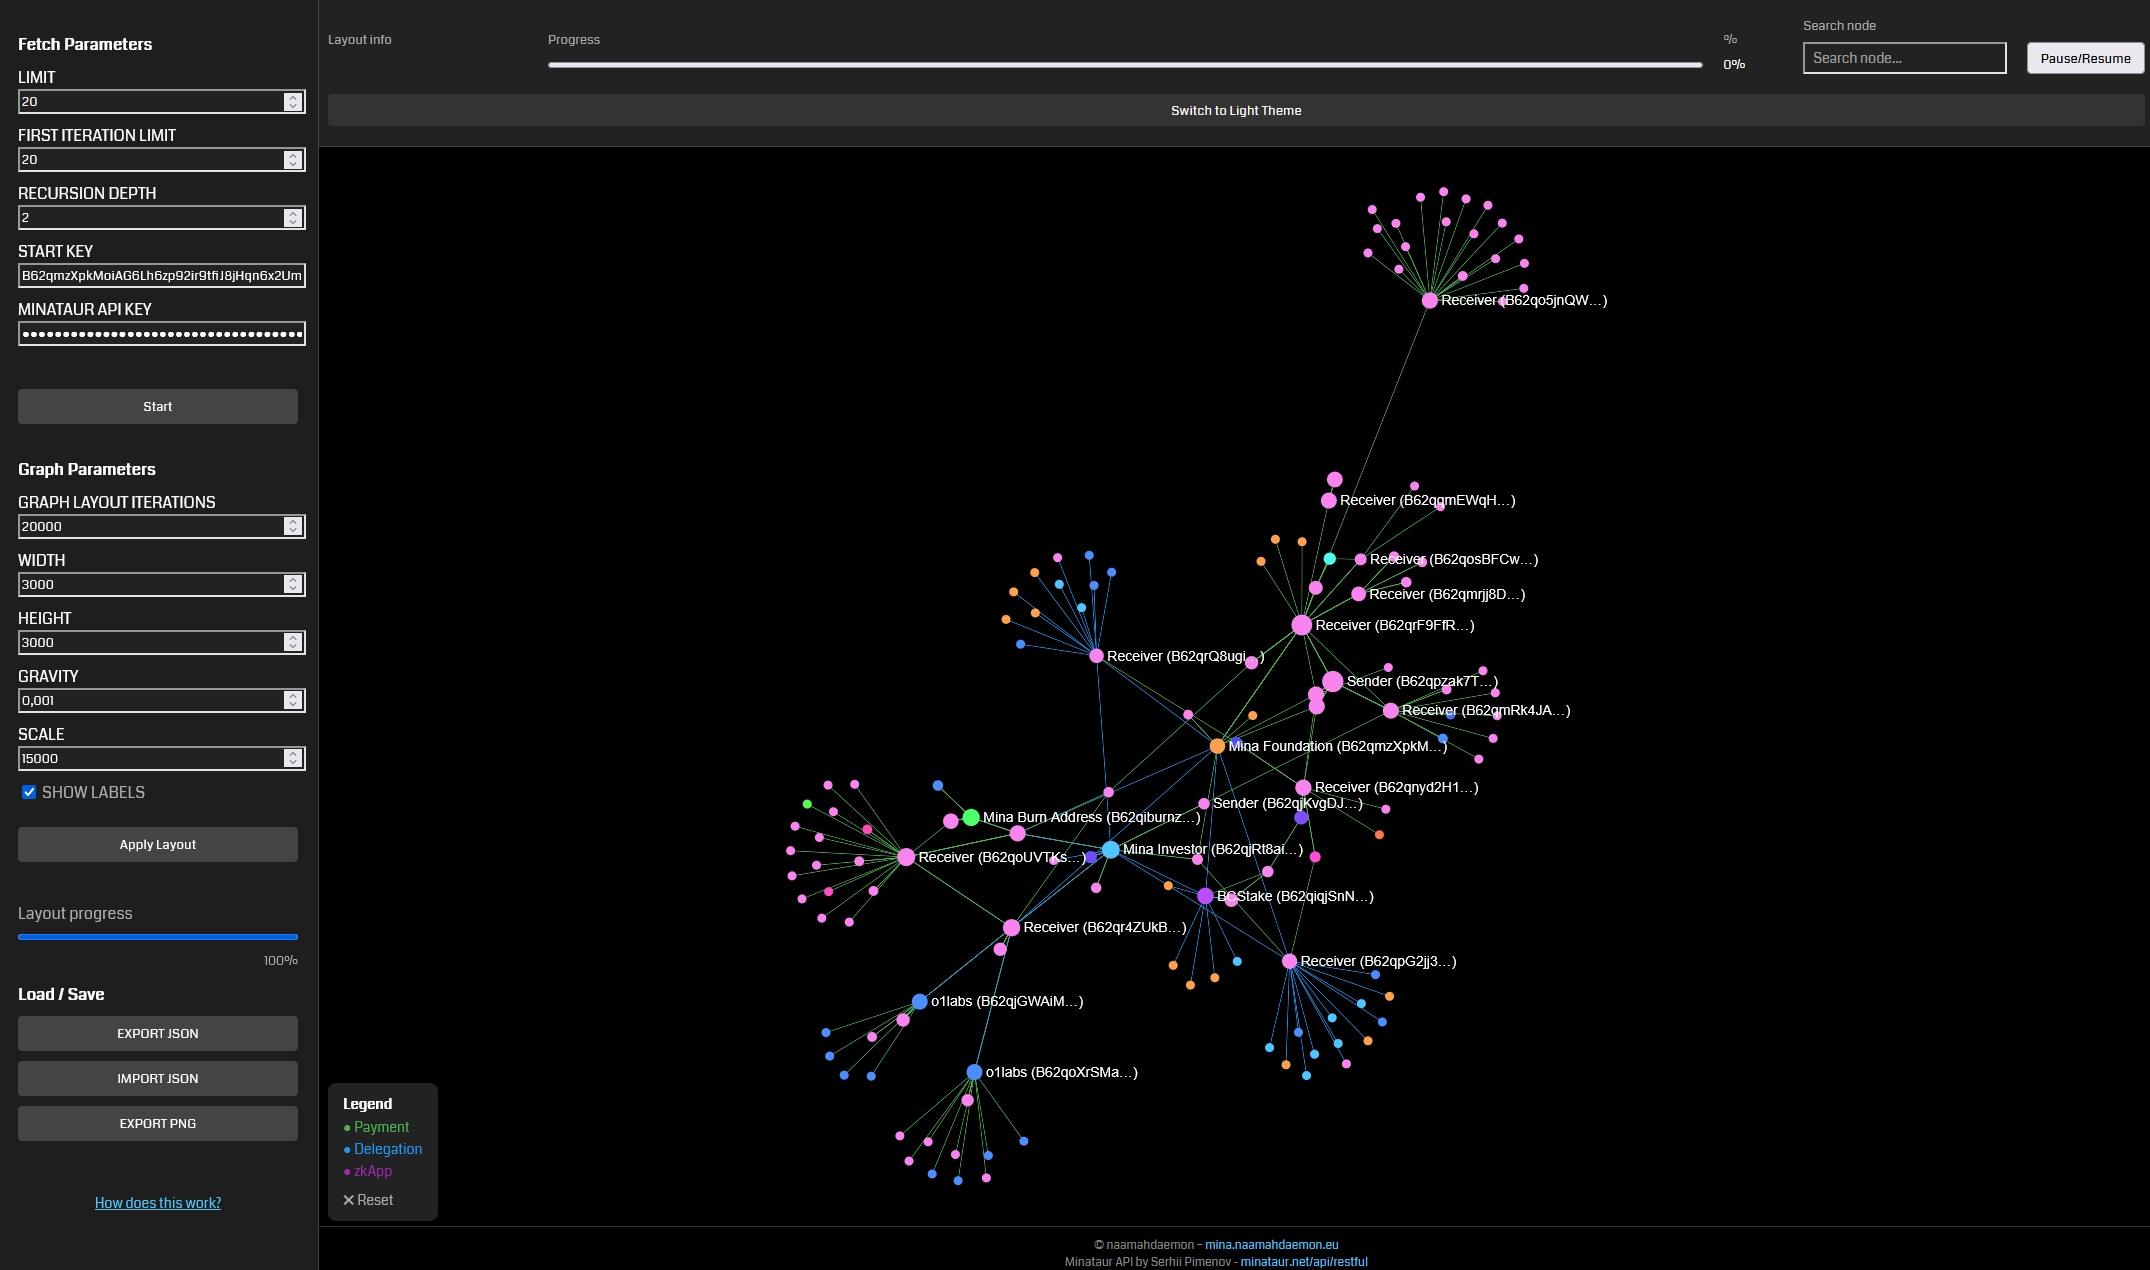 Fetch Parameters
LIMIT
20
FIRST ITERATION LIMIT
20
RECURSION DEPTH
2
START KEY
B62qmzXpkMoiAG6Lh6zp92ir9tfiJ8jHqn6x2Um
MINATAUR API KEY
Start
Graph Parameters
GRAPH LAYOUT ITERATIONS
20000
WIDTH
3000
HEIGHT
3000
GRAVITY
0,001
SCALE
15000
SHOW LABELS
Apply Layout
Layout progress
100%
Load / Save
EXPORT JSON
IMPORT JSON
EXPORT PNG
How does this work?
Layout info
Progress
%
0%
Search node
Search node...
Pause/Resume
Switch to Light Theme
Receiver (B62qo5jnQW...)
Receiver (B62qgmEWqH...)
Receiver (B62qosBFCw...)
Receiver (B62qmrjj8D...)
Receiver (B62qrF9FfR...)
Receiver (B62qrQ8ugi...)
Sender (B62qpzak7T...)
Receiver (B62qmRk4JA...)
Mina Foundation (B62qmzXpkM...)
Receiver (B62qnyd2H1...)
Sender (B62qjKvgDJ...)
Mina Burn Address (B62qiburnz...)
Mina Investor (B62qjRt8ai...)
Receiver (B62qoUVTKs...)
BCStake (B62qiqjSnN...)
Receiver (B62qr4ZUkB...)
Receiver (B62qpG2jj3...)
o1labs (B62qjGWAiM...)
o1labs (B62qoXrSMa...)
Legend
Payment
Delegation
zkApp
✕ Reset
© naamahdaemon – mina.naamahdaemon.eu
Minataur API by Serhii Pimenov - minataur.net/api/restful